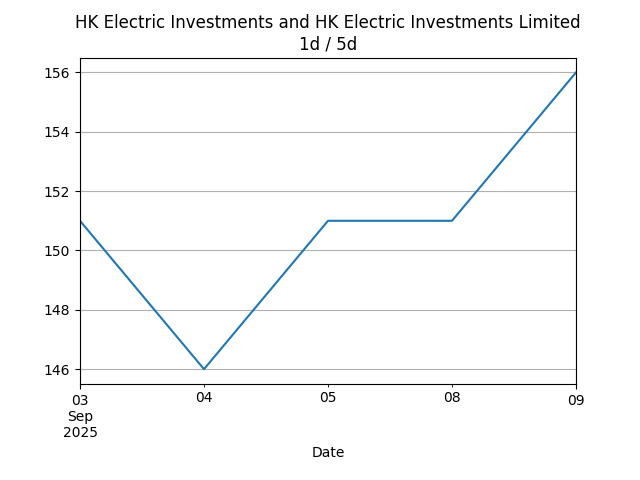 HK Electric Investments and HK Electric Investments Limited
1d / 5d
156
154
152
150
148
146
03 04 05 08 09
Sep
2025
Date